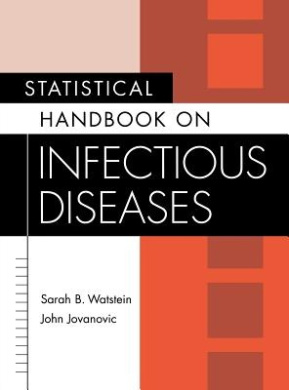 STATISTICAL
HANDBOOK ON
INFECTIOUS
DISEASES
Sarah B. Watstein
John Jovanovic